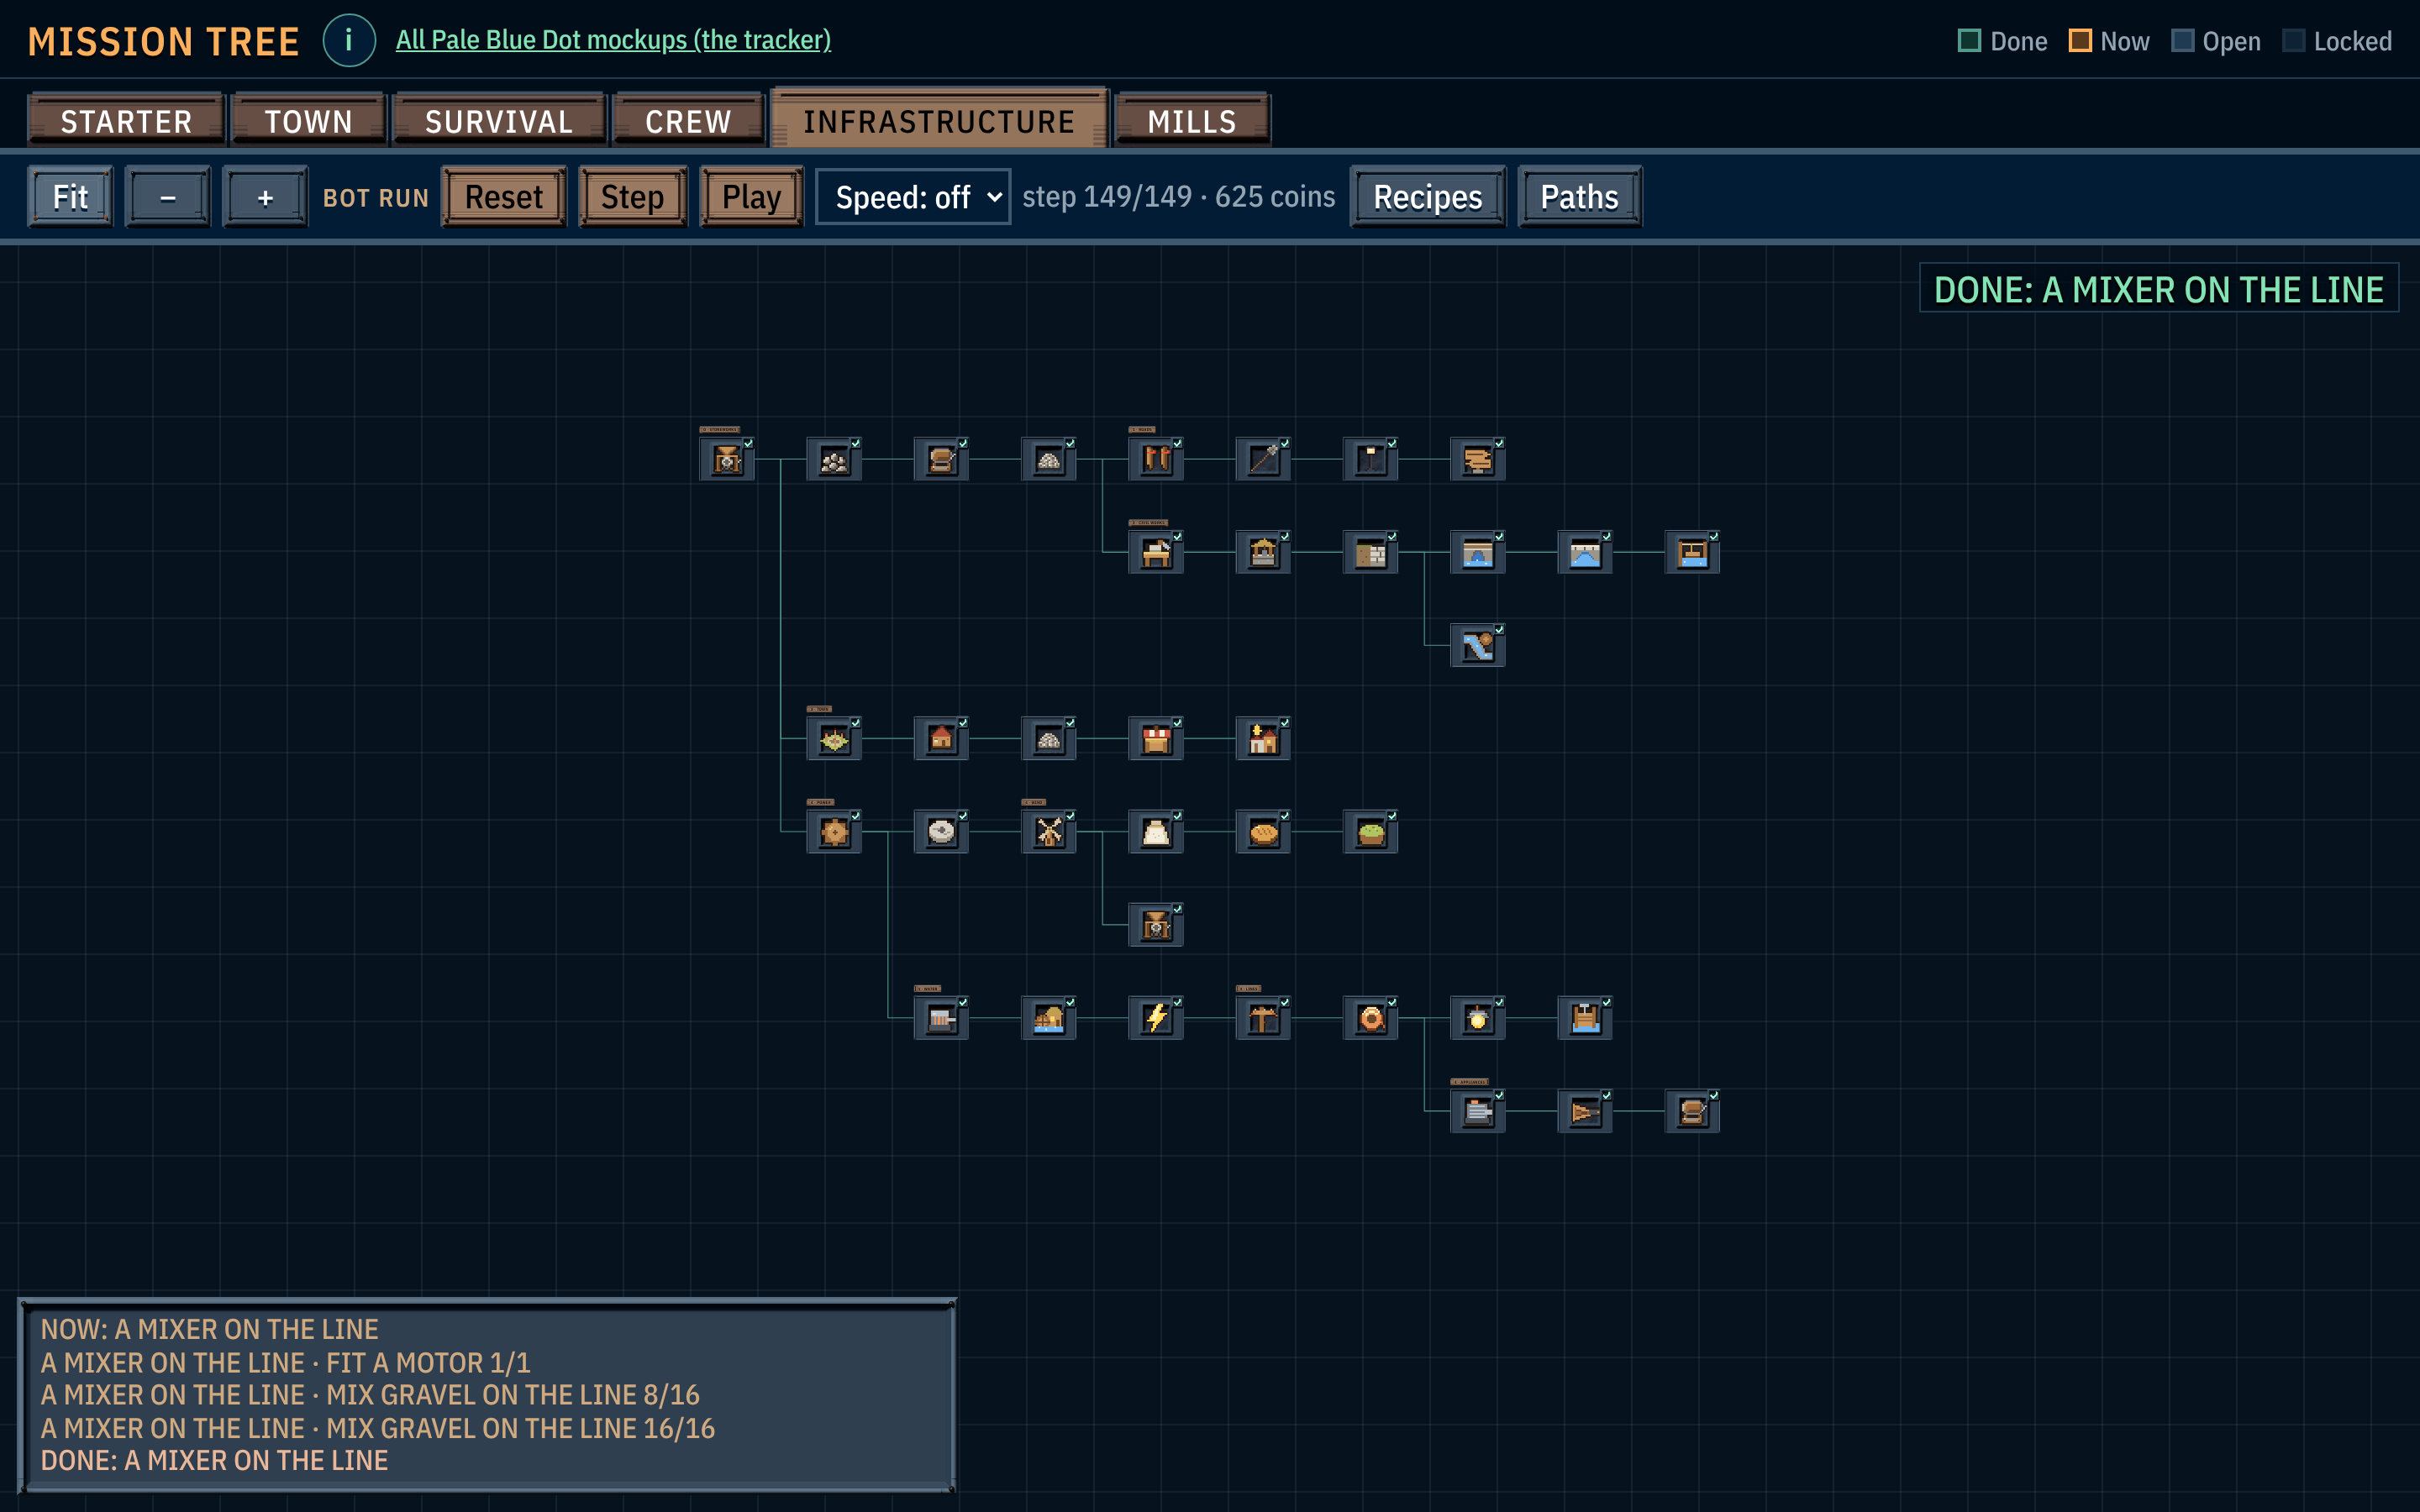 MISSION TREE i All Pale Blue Dot mockups (the tracker) Done Now Open Locked
STARTER TOWN SURVIVAL CREW INFRASTRUCTURE MILLS
Fit − + BOT RUN Reset Step Play Speed: off step 149/149 · 625 coins Recipes Paths
DONE: A MIXER ON THE LINE
NOW: A MIXER ON THE LINE
A MIXER ON THE LINE · FIT A MOTOR 1/1
A MIXER ON THE LINE · MIX GRAVEL ON THE LINE 8/16
A MIXER ON THE LINE · MIX GRAVEL ON THE LINE 16/16
DONE: A MIXER ON THE LINE